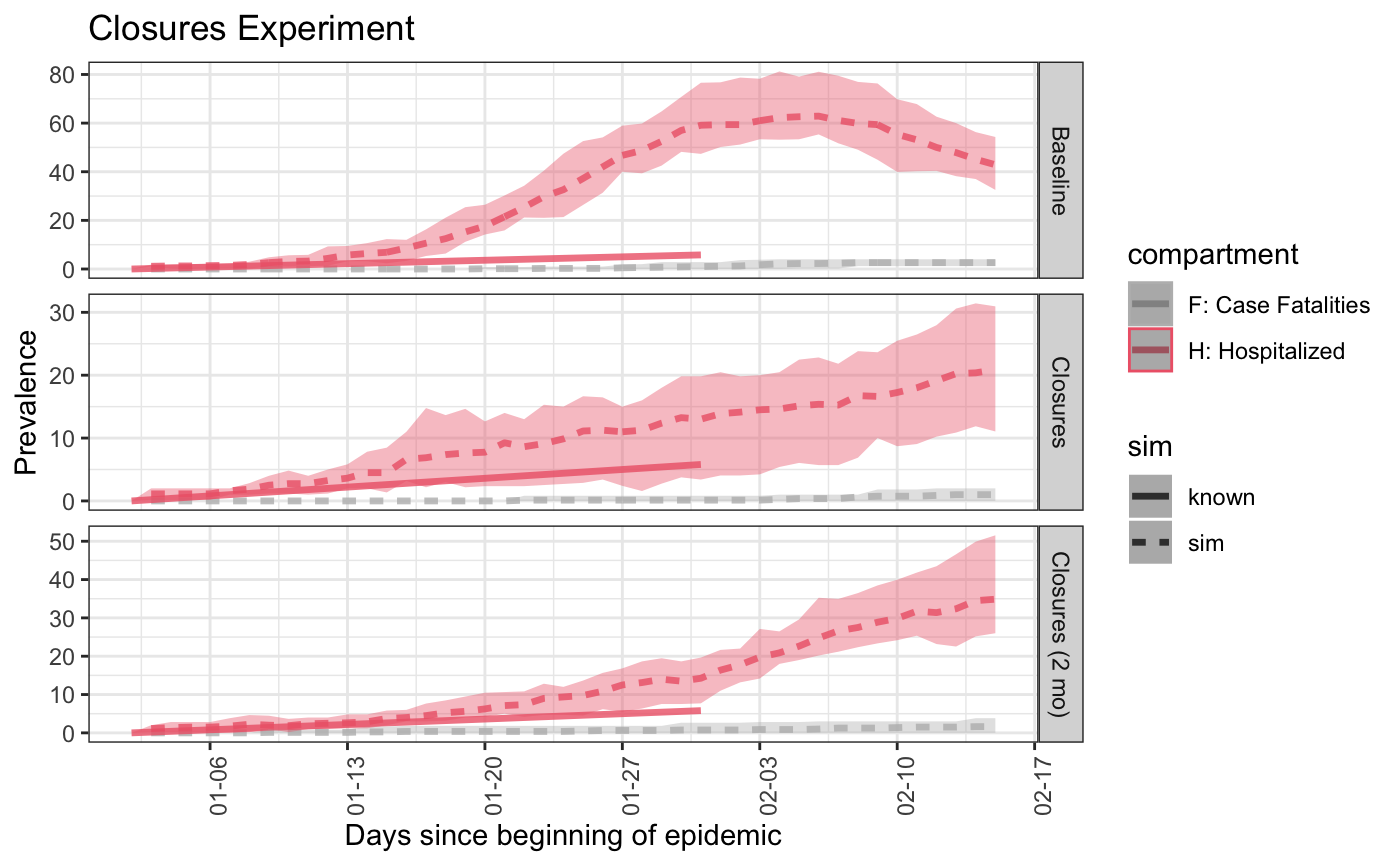 Closures Experiment
Prevalence
80
60
40
20
0
Baseline
30
20
10
0
Closures
50
40
30
20
10
0
Closures (2 mo)
01-06
01-13
01-20
01-27
02-03
02-10
02-17
Days since beginning of epidemic
compartment
F: Case Fatalities
H: Hospitalized
sim
known
sim